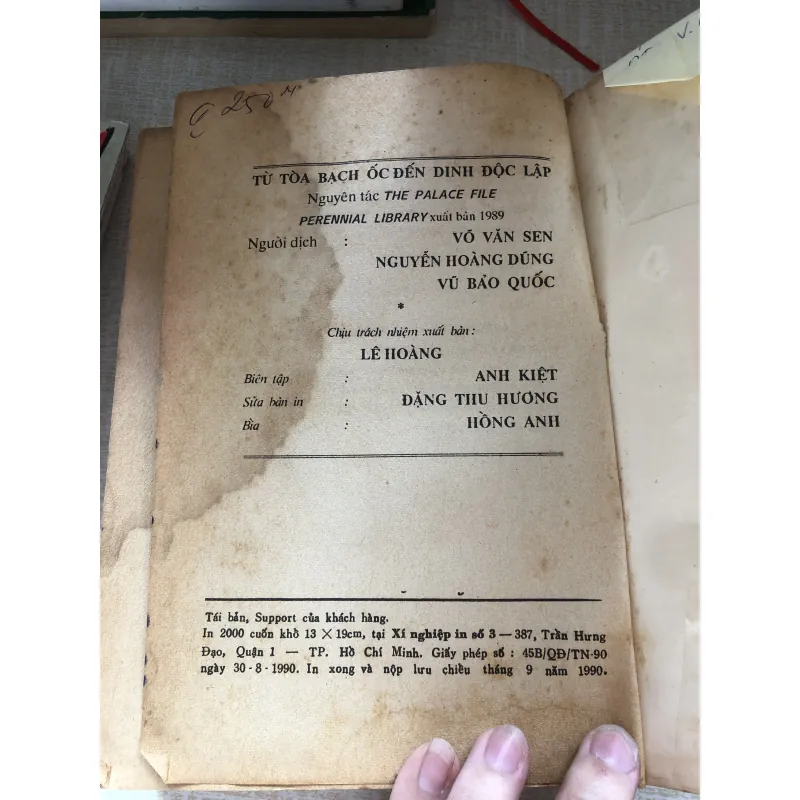 250
TỪ TÒA BẠCH ỐC ĐẾN DINH ĐỘC LẬP
Nguyên tác THE PALACE FILE
PERENNIAL LIBRARY xuất bản 1989
Người dịch : VÕ VĂN SEN
NGUYỄN HOÀNG DŨNG
VŨ BẢO QUỐC
*
Chịu trách nhiệm xuất bản :
LÊ HOÀNG
Biên tập : ANH KIỆT
Sửa bản in : ĐẶNG THU HƯƠNG
Bìa : HỒNG ANH
Tái bản, Support của khách hàng.
In 2000 cuốn khổ 13 × 19cm, tại Xí nghiệp in số 3 — 387, Trần Hưng
Đạo, Quận 1 — TP. Hồ Chí Minh. Giấy phép số : 45B/QĐ/TN-90
ngày 30 - 8 - 1990. In xong và nộp lưu chiều tháng 9 năm 1990.